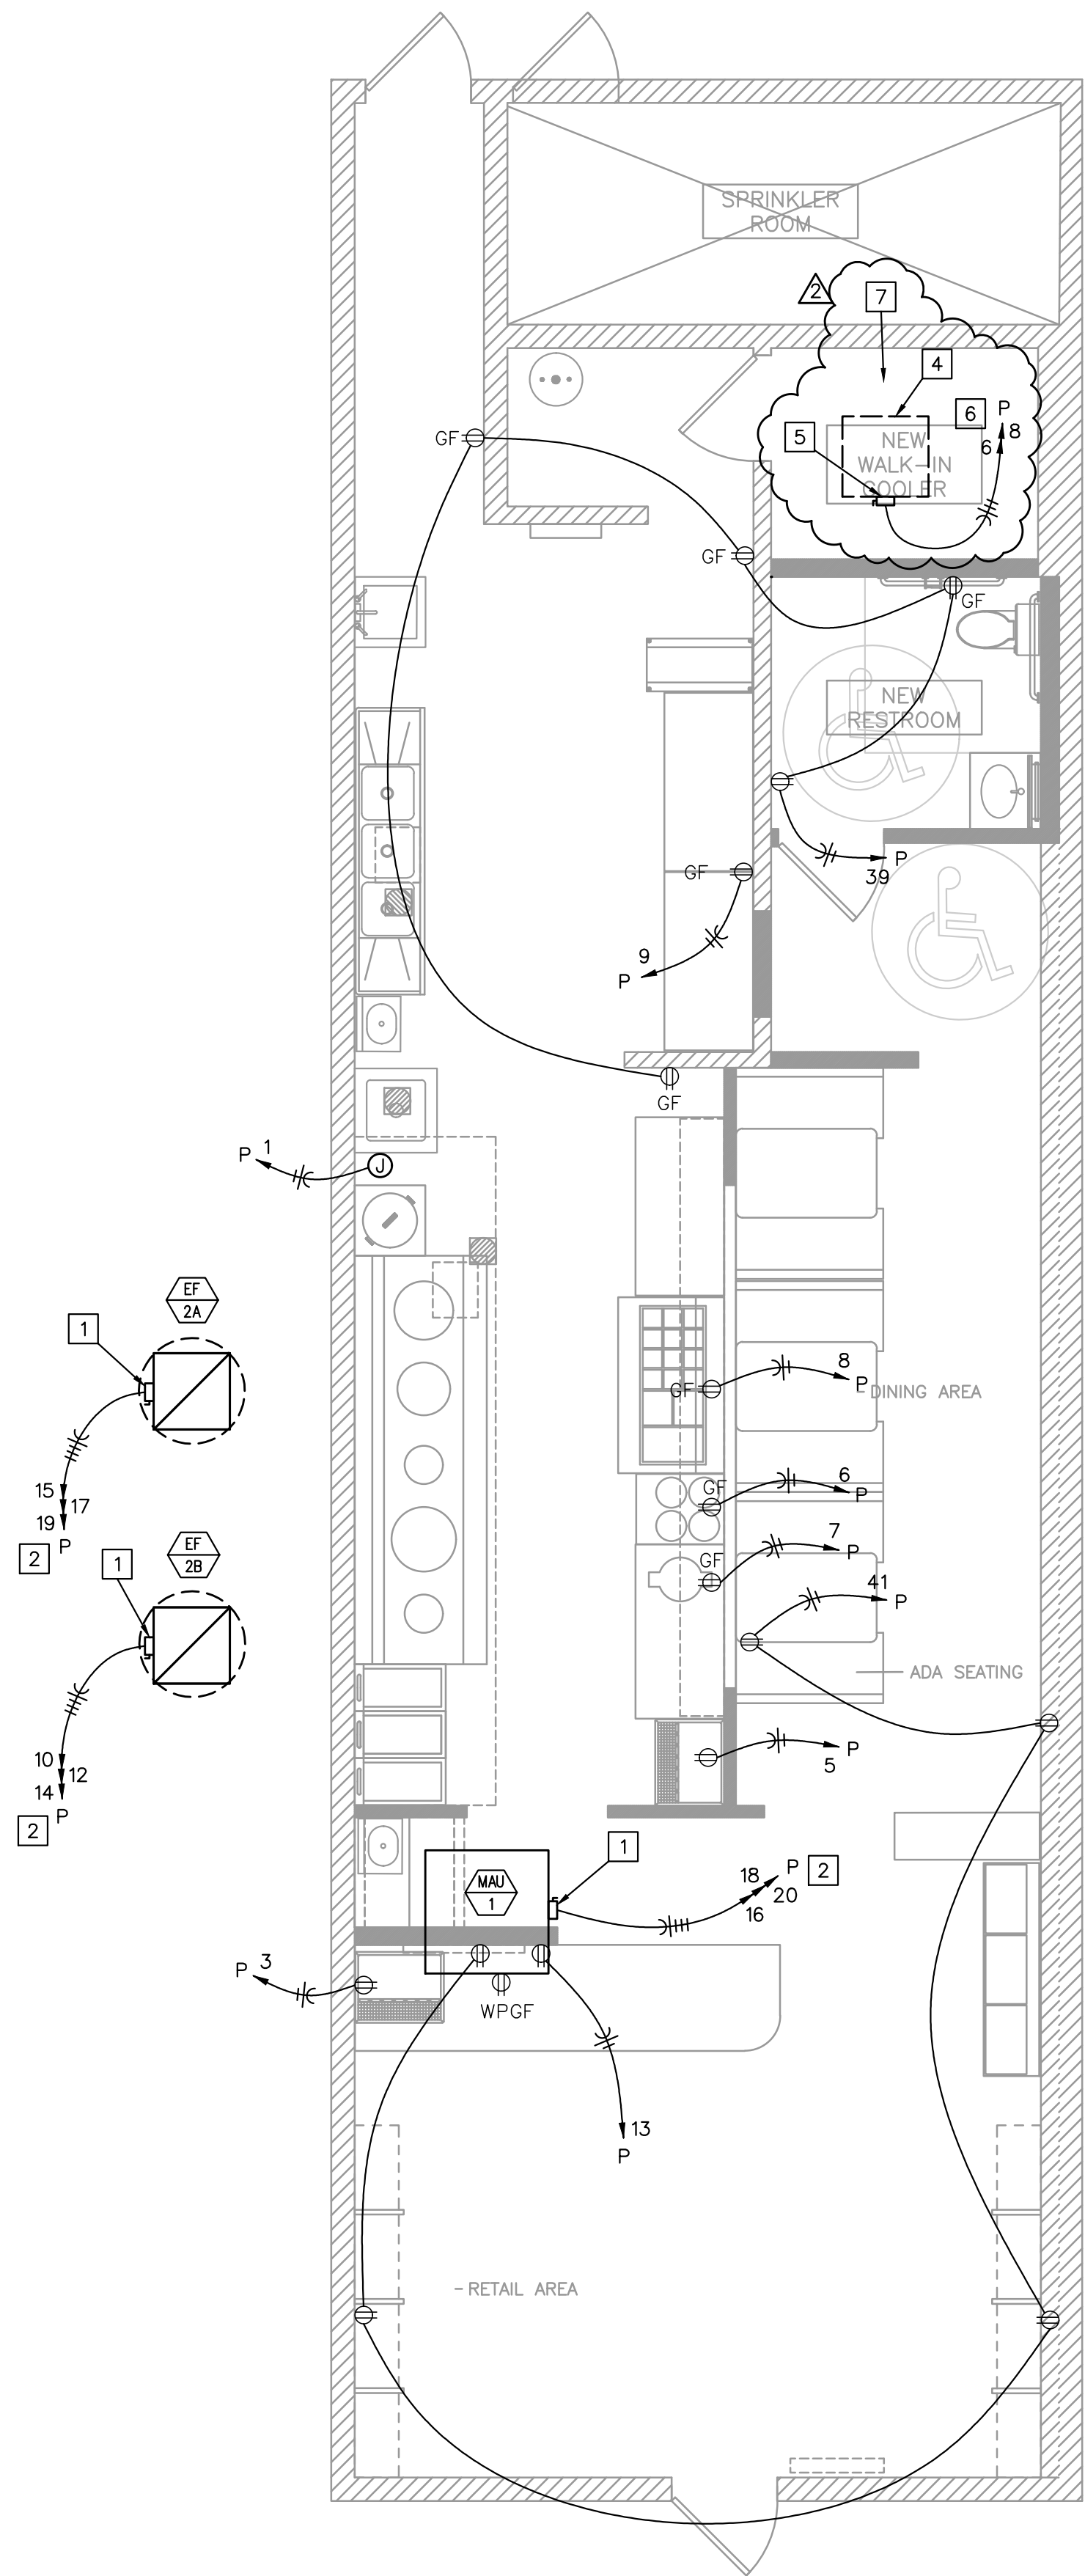 SPRINKLER
ROOM
2
7
4
6
P
8
6
5
NEW
WALK-IN
COOLER
GF
GF
GF
NEW
RESTROOM
P
39
GF
9
P
GF
P 1
J
EF
2A
1
8
GF
P
DINING AREA
6
GF
P
15
17
19
P
2
7
GF
P
EF
2B
1
41
P
ADA SEATING
10
12
14
P
2
P
5
1
MAU
1
18
P
2
20
16
P 3
WPGF
13
P
RETAIL AREA